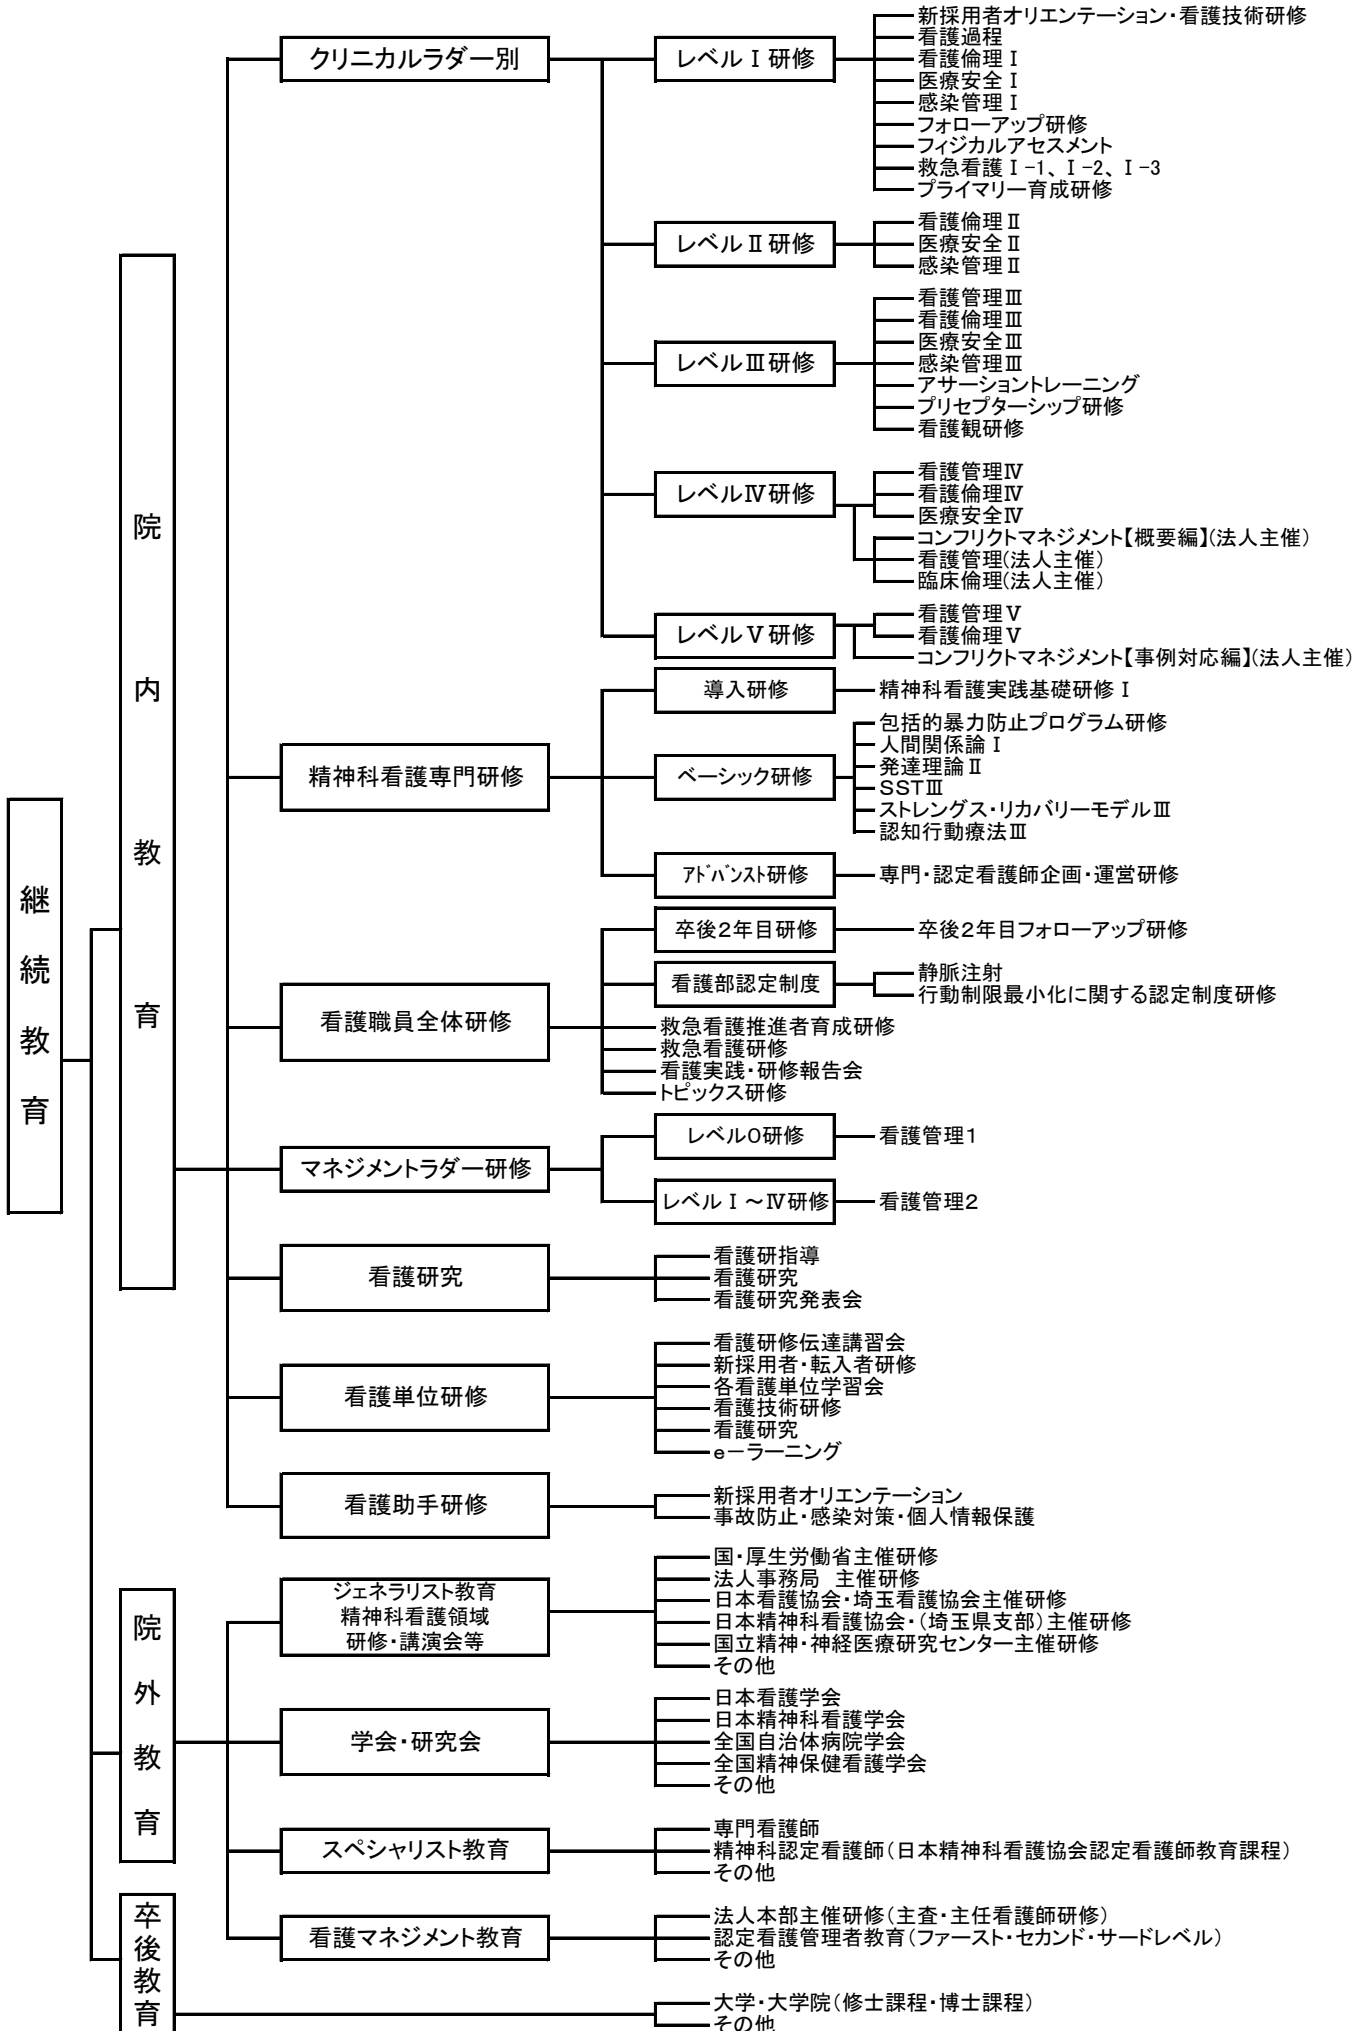 継続教育
院内教育
クリニカルラダー別
レベルⅠ研修
新採用者オリエンテーション・看護技術研修
看護過程
看護倫理Ⅰ
医療安全Ⅰ
感染管理Ⅰ
フォローアップ研修
フィジカルアセスメント
救急看護Ⅰ-1、Ⅰ-2、Ⅰ-3
プライマリー育成研修
レベルⅡ研修
看護倫理Ⅱ
医療安全Ⅱ
感染管理Ⅱ
レベルⅢ研修
看護管理Ⅲ
看護倫理Ⅲ
医療安全Ⅲ
感染管理Ⅲ
アサーショントレーニング
プリセプターシップ研修
看護観研修
レベルⅣ研修
看護管理Ⅳ
看護倫理Ⅳ
医療安全Ⅳ
コンフリクトマネジメント【概要編】(法人主催)
看護管理(法人主催)
臨床倫理(法人主催)
レベルⅤ研修
看護管理Ⅴ
看護倫理Ⅴ
コンフリクトマネジメント【事例対応編】(法人主催)
精神科看護専門研修
導入研修
精神科看護実践基礎研修Ⅰ
ベーシック研修
包括的暴力防止プログラム研修
人間関係論Ⅰ
発達理論Ⅱ
SSTⅢ
ストレングス・リカバリーモデルⅢ
認知行動療法Ⅲ
アドバンスト研修
専門・認定看護師企画・運営研修
看護職員全体研修
卒後2年目研修
卒後2年目フォローアップ研修
看護部認定制度
静脈注射
行動制限最小化に関する認定制度研修
救急看護推進者育成研修
救急看護研修
看護実践・研修報告会
トピックス研修
マネジメントラダー研修
レベル0研修
看護管理1
レベルⅠ～Ⅳ研修
看護管理2
看護研究
看護研指導
看護研究
看護研究発表会
看護単位研修
看護研修伝達講習会
新採用者・転入者研修
各看護単位学習会
看護技術研修
看護研究
e－ラーニング
看護助手研修
新採用者オリエンテーション
事故防止・感染対策・個人情報保護
院外教育
ジェネラリスト教育
精神科看護領域
研修・講演会等
国・厚生労働省主催研修
法人事務局　主催研修
日本看護協会・埼玉看護協会主催研修
日本精神科看護協会・(埼玉県支部)主催研修
国立精神・神経医療研究センター主催研修
その他
学会・研究会
日本看護学会
日本精神科看護学会
全国自治体病院学会
全国精神保健看護学会
その他
スペシャリスト教育
専門看護師
精神科認定看護師(日本精神科看護協会認定看護師教育課程)
その他
看護マネジメント教育
法人本部主催研修(主査・主任看護師研修)
認定看護管理者教育(ファースト・セカンド・サードレベル)
その他
卒後教育
大学・大学院(修士課程・博士課程)
その他